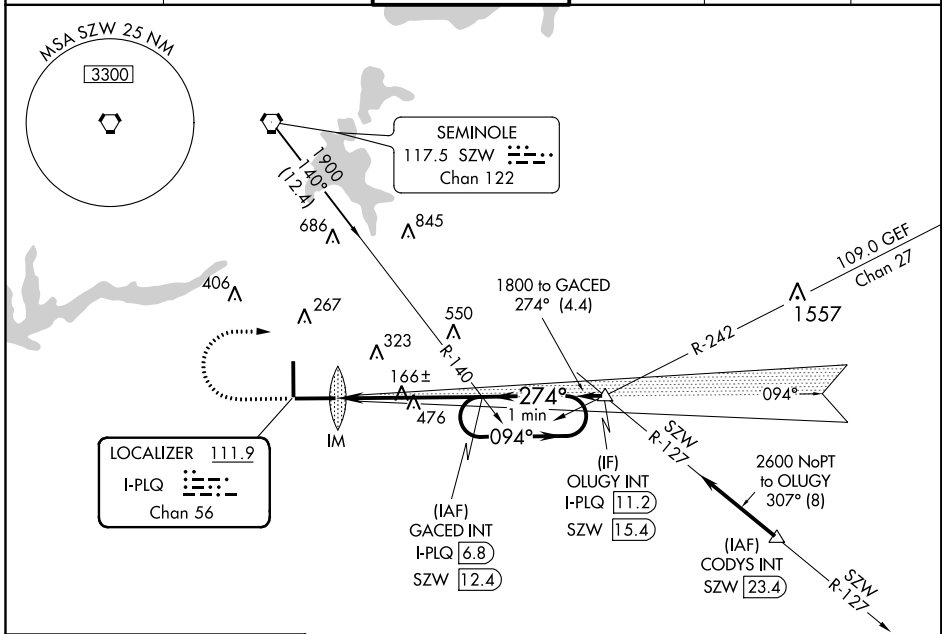 MSA SZW 25 NM
3300
SEMINOLE
117.5 SZW
Chan 122
1900
140°
(12.4)
686
845
406
267
550
323
166±
476
1800 to GACED
274° (4.4)
109.0 GEF
Chan 27
1557
R-242
R-140
274°
1 min
094°
094°
IM
LOCALIZER 111.9
I-PLQ
Chan 56
(IAF)
GACED INT
I-PLQ 6.8
SZW 12.4
(IF)
OLUGY INT
I-PLQ 11.2
SZW 15.4
SZW
R-127
2600 NoPT
to OLUGY
307° (8)
(IAF)
CODYS INT
SZW 23.4
SZW
R-127